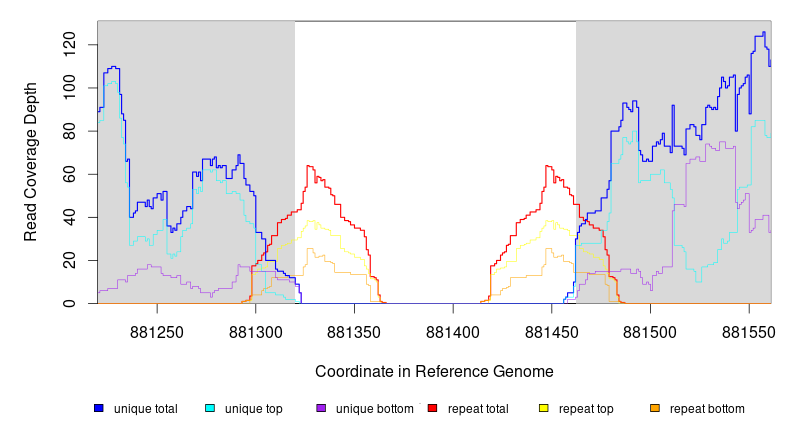 Read Coverage Depth
120
100
80
60
40
20
0
881250 881300 881350 881400 881450 881500 881550
Coordinate in Reference Genome
unique total unique top unique bottom repeat total repeat top repeat bottom